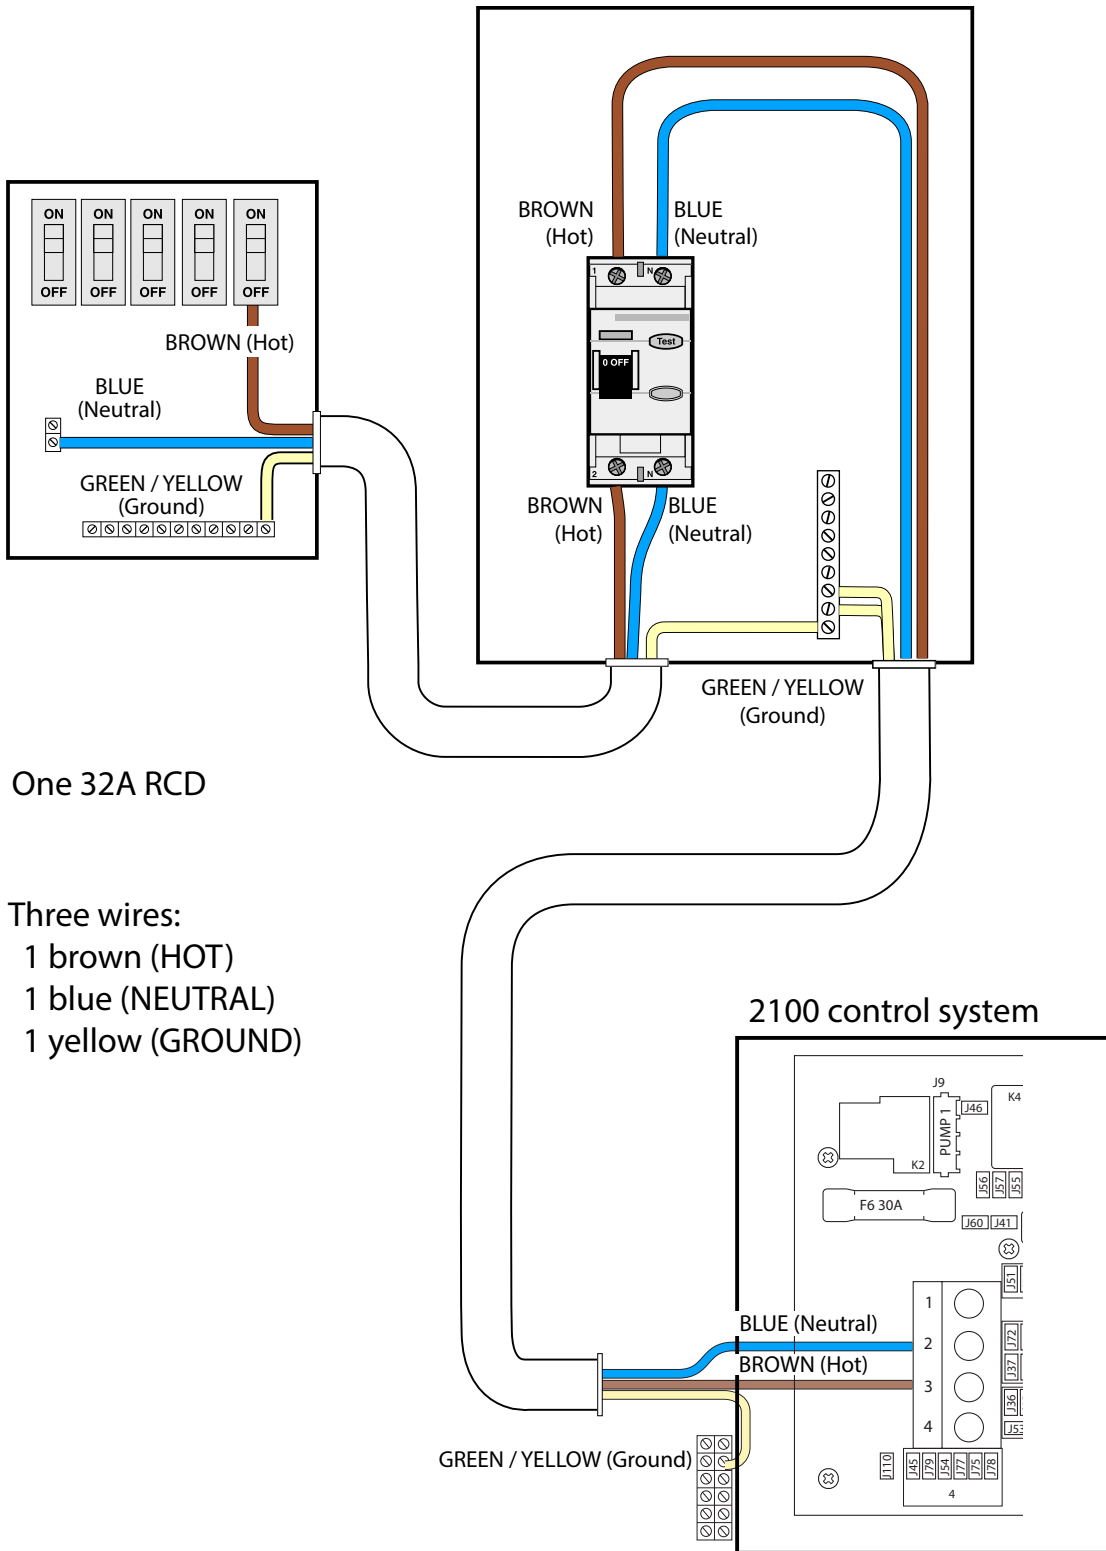 ON ON ON ON ON
OFF OFF OFF OFF OFF
BROWN (Hot)
BLUE
(Neutral)
GREEN / YELLOW
(Ground)
BROWN
(Hot)
BLUE
(Neutral)
1 N
Test
0 OFF
2 N
BROWN
(Hot)
BLUE
(Neutral)
GREEN / YELLOW
(Ground)
One 32A RCD
Three wires:
1 brown (HOT)
1 blue (NEUTRAL)
1 yellow (GROUND)
2100 control system
J9
PUMP 1
J46
K4
K2
J56
J57
J55
F6 30A
J60
J41
J51
1
BLUE (Neutral)
2
J72
BROWN (Hot)
J37
3
J36
4
J53
GREEN / YELLOW (Ground)
J110
J45
J79
J54
J77
J75
J78
4